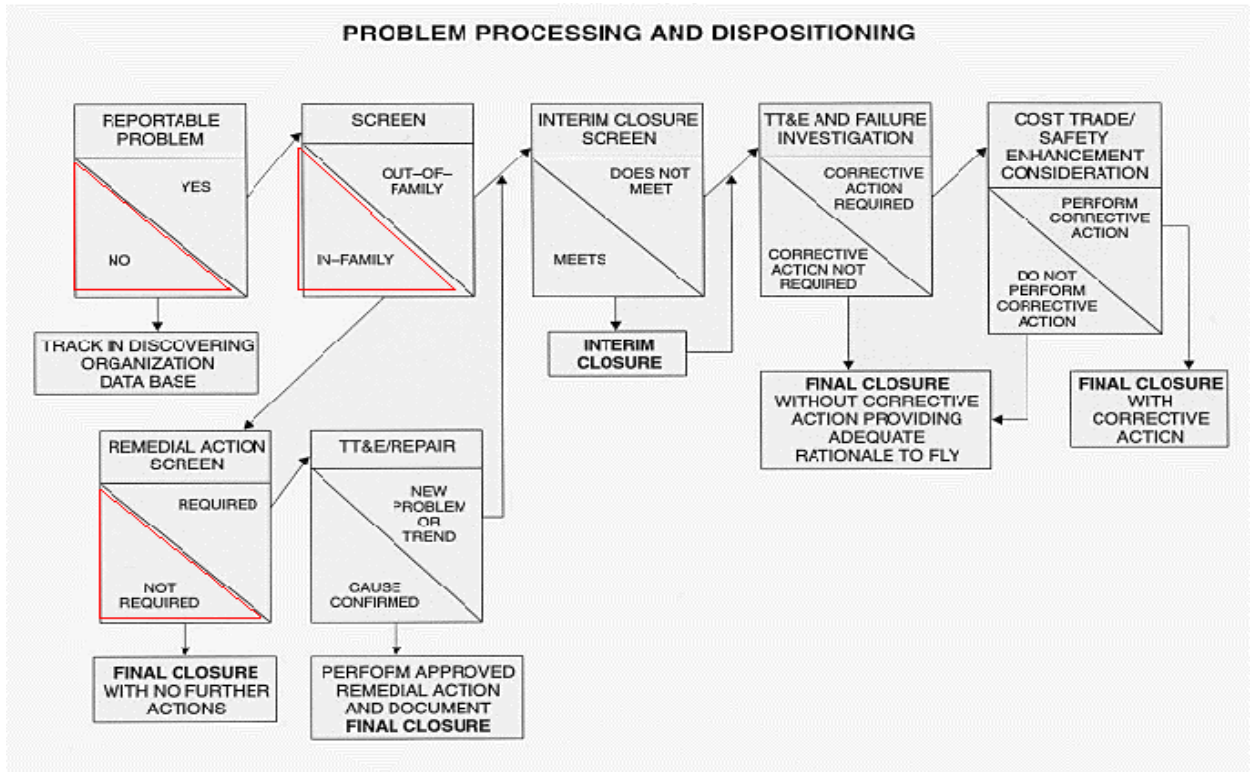 PROBLEM PROCESSING AND DISPOSITIONING
REPORTABLE
PROBLEM
YES
NO
TRACK IN DISCOVERING
ORGANIZATION
DATA BASE
SCREEN
OUT-OF-
FAMILY
IN-FAMILY
INTERIM CLOSURE
SCREEN
DOES NOT
MEET
MEETS
INTERIM
CLOSURE
TT&E AND FAILURE
INVESTIGATION
CORRECTIVE
ACTION
REQUIRED
CORRECTIVE
ACTION NOT
REQUIRED
FINAL CLOSURE
WITHOUT CORRECTIVE
ACTION PROVIDING
ADEQUATE
RATIONALE TO FLY
COST TRADE/
SAFETY
ENHANCEMENT
CONSIDERATION
PERFORM
CORRECTIVE
ACTION
DO NOT
PERFORM
CORRECTIVE
ACTION
FINAL CLOSURE
WITH
CORRECTIVE
ACTION
REMEDIAL ACTION
SCREEN
REQUIRED
NOT
REQUIRED
FINAL CLOSURE
WITH NO FURTHER
ACTIONS
TT&E/REPAIR
NEW
PROBLEM
OR
TREND
CAUSE
CONFIRMED
PERFORM APPROVED
REMEDIAL ACTION
AND DOCUMENT
FINAL CLOSURE